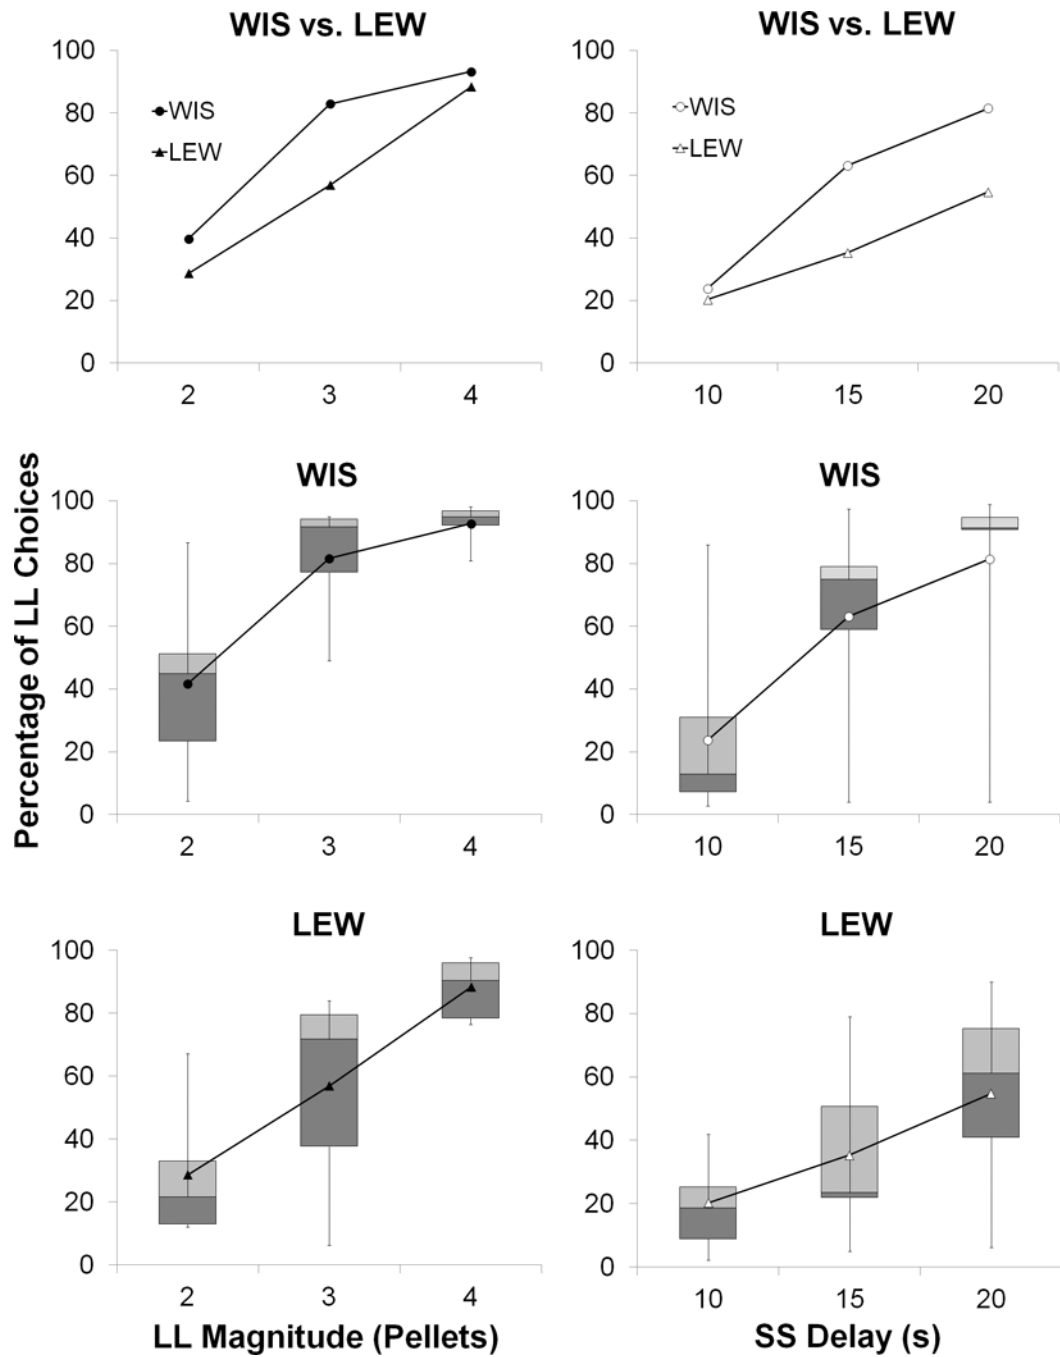 WIS vs. LEW
100
80
60
40
20
0
WIS
LEW
2 3 4
WIS vs. LEW
100
80
60
40
20
0
WIS
LEW
10 15 20
Percentage of LL Choices
WIS
100
80
60
40
20
0
2 3 4
WIS
100
80
60
40
20
0
10 15 20
LEW
100
80
60
40
20
0
2 3 4
LL Magnitude (Pellets)
LEW
100
80
60
40
20
0
10 15 20
SS Delay (s)